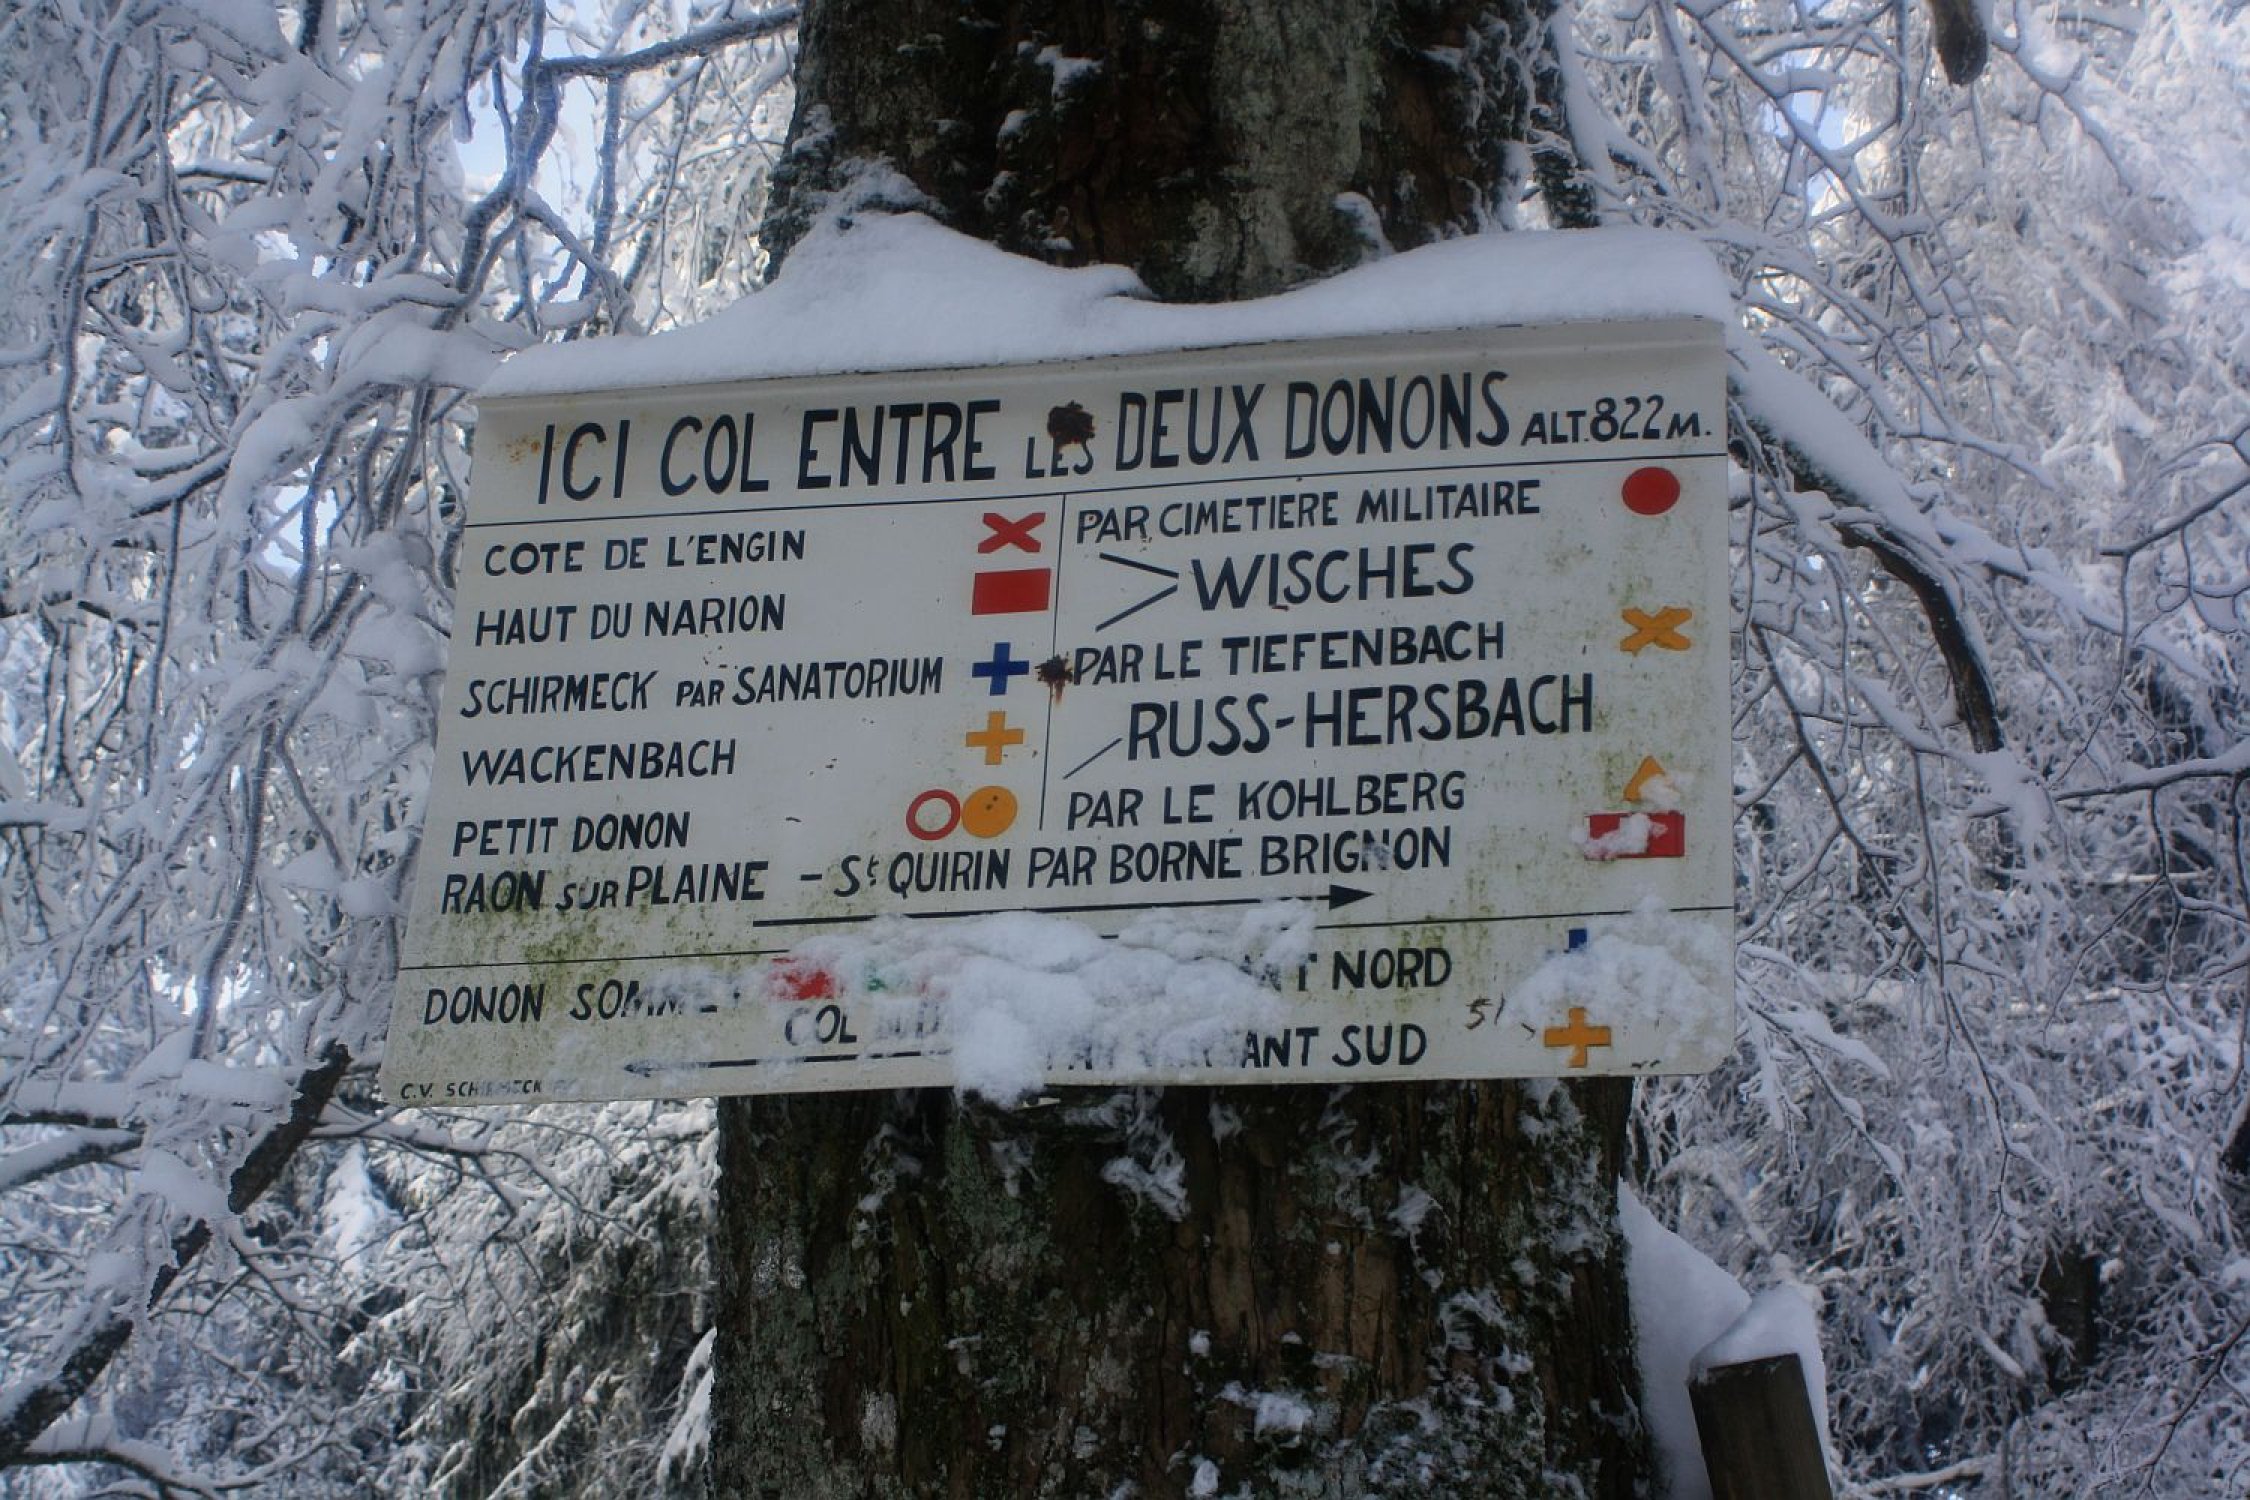 ICI COL ENTRE LES DEUX DONONS ALT. 822 M.
COTE DE L'ENGIN
HAUT DU NARION
SCHIRMECK PAR SANATORIUM
WACKENBACH
PETIT DONON
PAR CIMETIERE MILITAIRE
WISCHES
PAR LE TIEFENBACH
RUSS-HERSBACH
PAR LE KOHLBERG
RAON SUR PLAINE - St QUIRIN PAR BORNE BRIGNON
DONON NORD
COL SUD
C.V. SCHIRMECK